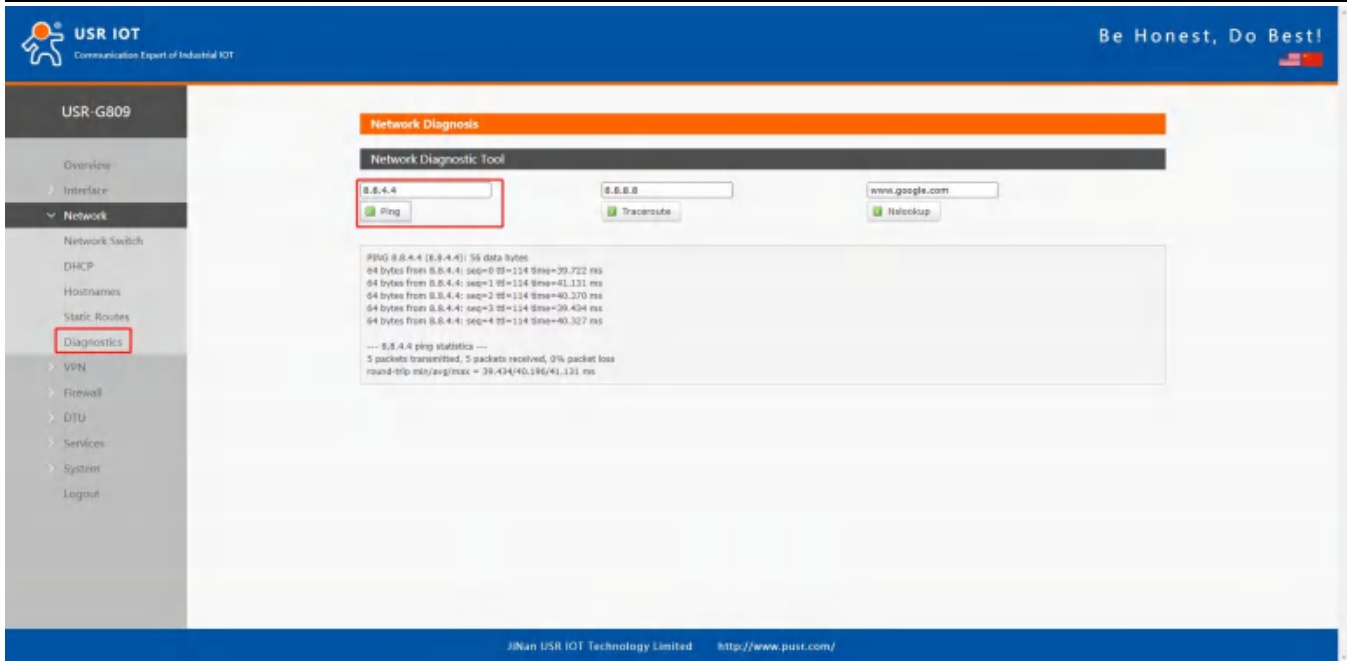 USR IOT
Communication Expert of Industrial IOT
Be Honest, Do Best!
USR-G809
Overview
Interface
Network
Network Switch
DHCP
Hostnames
Static Routes
Diagnostics
VPN
Firewall
DTU
Services
System
Logout
Network Diagnosis
Network Diagnostic Tool
8.8.4.4
8.8.8.8
www.google.com
Ping
Traceroute
Nslookup
PING 8.8.4.4 (8.8.4.4): 56 data bytes
64 bytes from 8.8.4.4: seq=0 ttl=114 time=39.722 ms
64 bytes from 8.8.4.4: seq=1 ttl=114 time=41.131 ms
64 bytes from 8.8.4.4: seq=2 ttl=114 time=40.370 ms
64 bytes from 8.8.4.4: seq=3 ttl=114 time=39.434 ms
64 bytes from 8.8.4.4: seq=4 ttl=114 time=40.327 ms
--- 8.8.4.4 ping statistics ---
5 packets transmitted, 5 packets received, 0% packet loss
round-trip min/avg/max = 39.434/40.196/41.131 ms
JiNan USR IOT Technology Limited http://www.pusr.com/